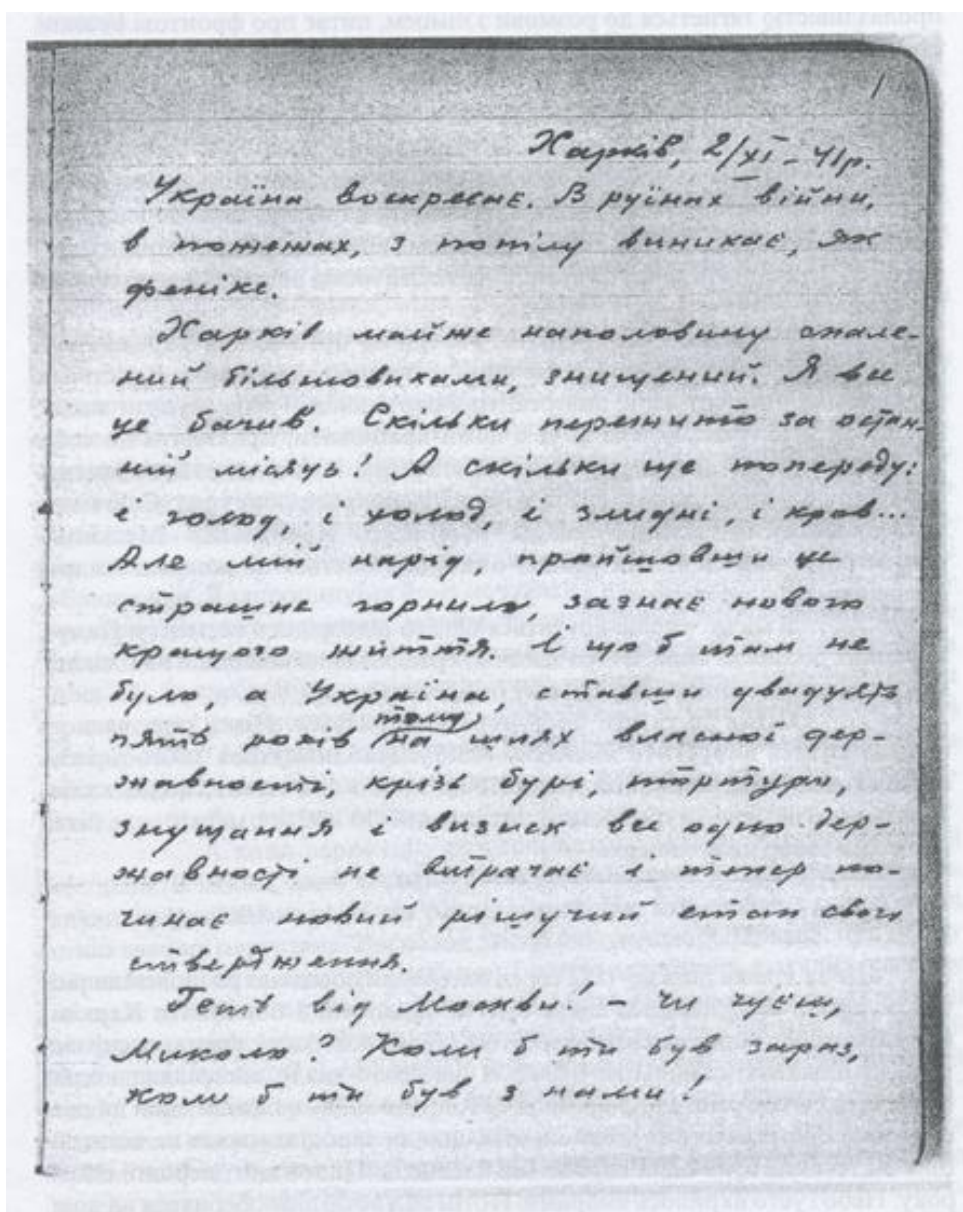 1
Харків, 2/XI – 41р.
Україна воскресає. В руїнах війни,
в пожежах, з попілу виникає, як
фенікс.
Харків майже наполовину спале-
ний більшовиками, знищений. Я все
це бачив. Скільки пережито за остан-
ній місяць! А скільки ще попереду:
і голод, і холод, і злидні, і кров...
Але мій нарід, пройшовши це
страшне горнило, зазнає нового
кращого життя. І що б там не
було, а Україна, ставши двадцять
тому
п'ять років на шлях власної дер-
жавности, крізь бурі, тортури,
знущання і визиск все одно дер-
жавності не втрачає і тепер по-
чинає новий рішучий етап свого
ствердження.
Геть від Москви! – Чи чуєш,
Миколо? Коли б ти був зараз,
коли б ти був з нами!